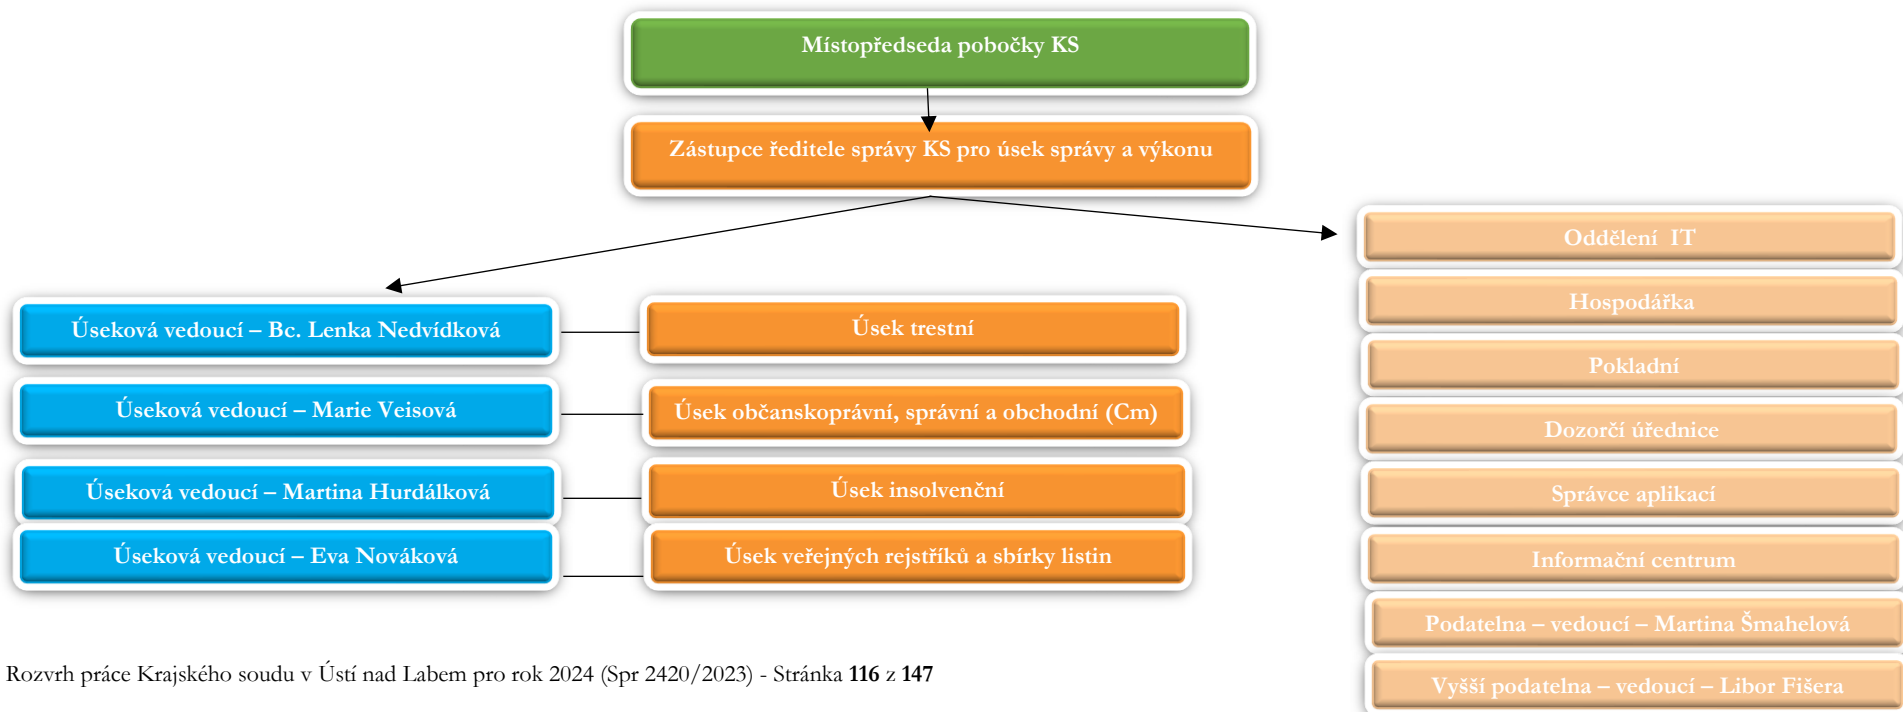 Místopředseda pobočky KS
Zástupce ředitele správy KS pro úsek správy a výkonu
Úseková vedoucí – Bc. Lenka Nedvídková
Úsek trestní
Úseková vedoucí – Marie Veisová
Úsek občanskoprávní, správní a obchodní (Cm)
Úseková vedoucí – Martina Hurdálková
Úsek insolvenční
Úseková vedoucí – Eva Nováková
Úsek veřejných rejstříků a sbírky listin
Oddělení IT
Hospodářka
Pokladní
Dozorčí úřednice
Správce aplikací
Informační centrum
Podatelna – vedoucí – Martina Šmahelová
Vyšší podatelna – vedoucí – Libor Fišera
Rozvrh práce Krajského soudu v Ústí nad Labem pro rok 2024 (Spr 2420/2023) - Stránka 116 z 147